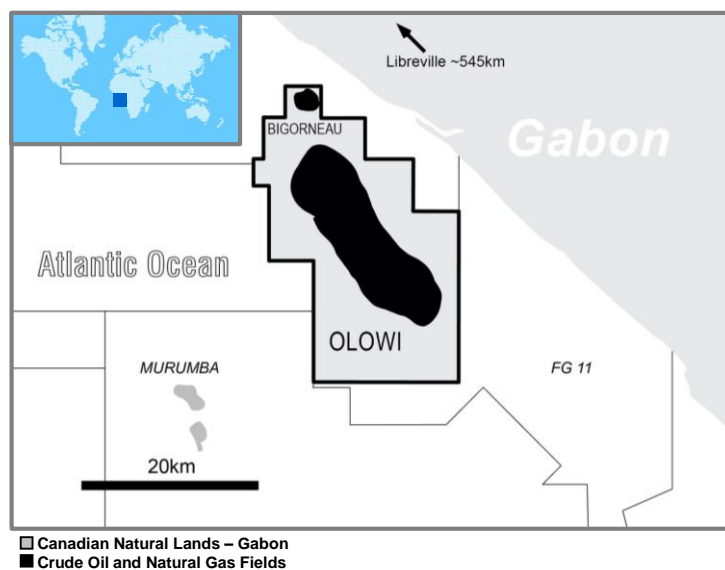 Libreville ~545km
BIGORNEAU
Gabon
Atlantic Ocean
OLOWI
MURUMBA
FG 11
20km
Canadian Natural Lands – Gabon
Crude Oil and Natural Gas Fields